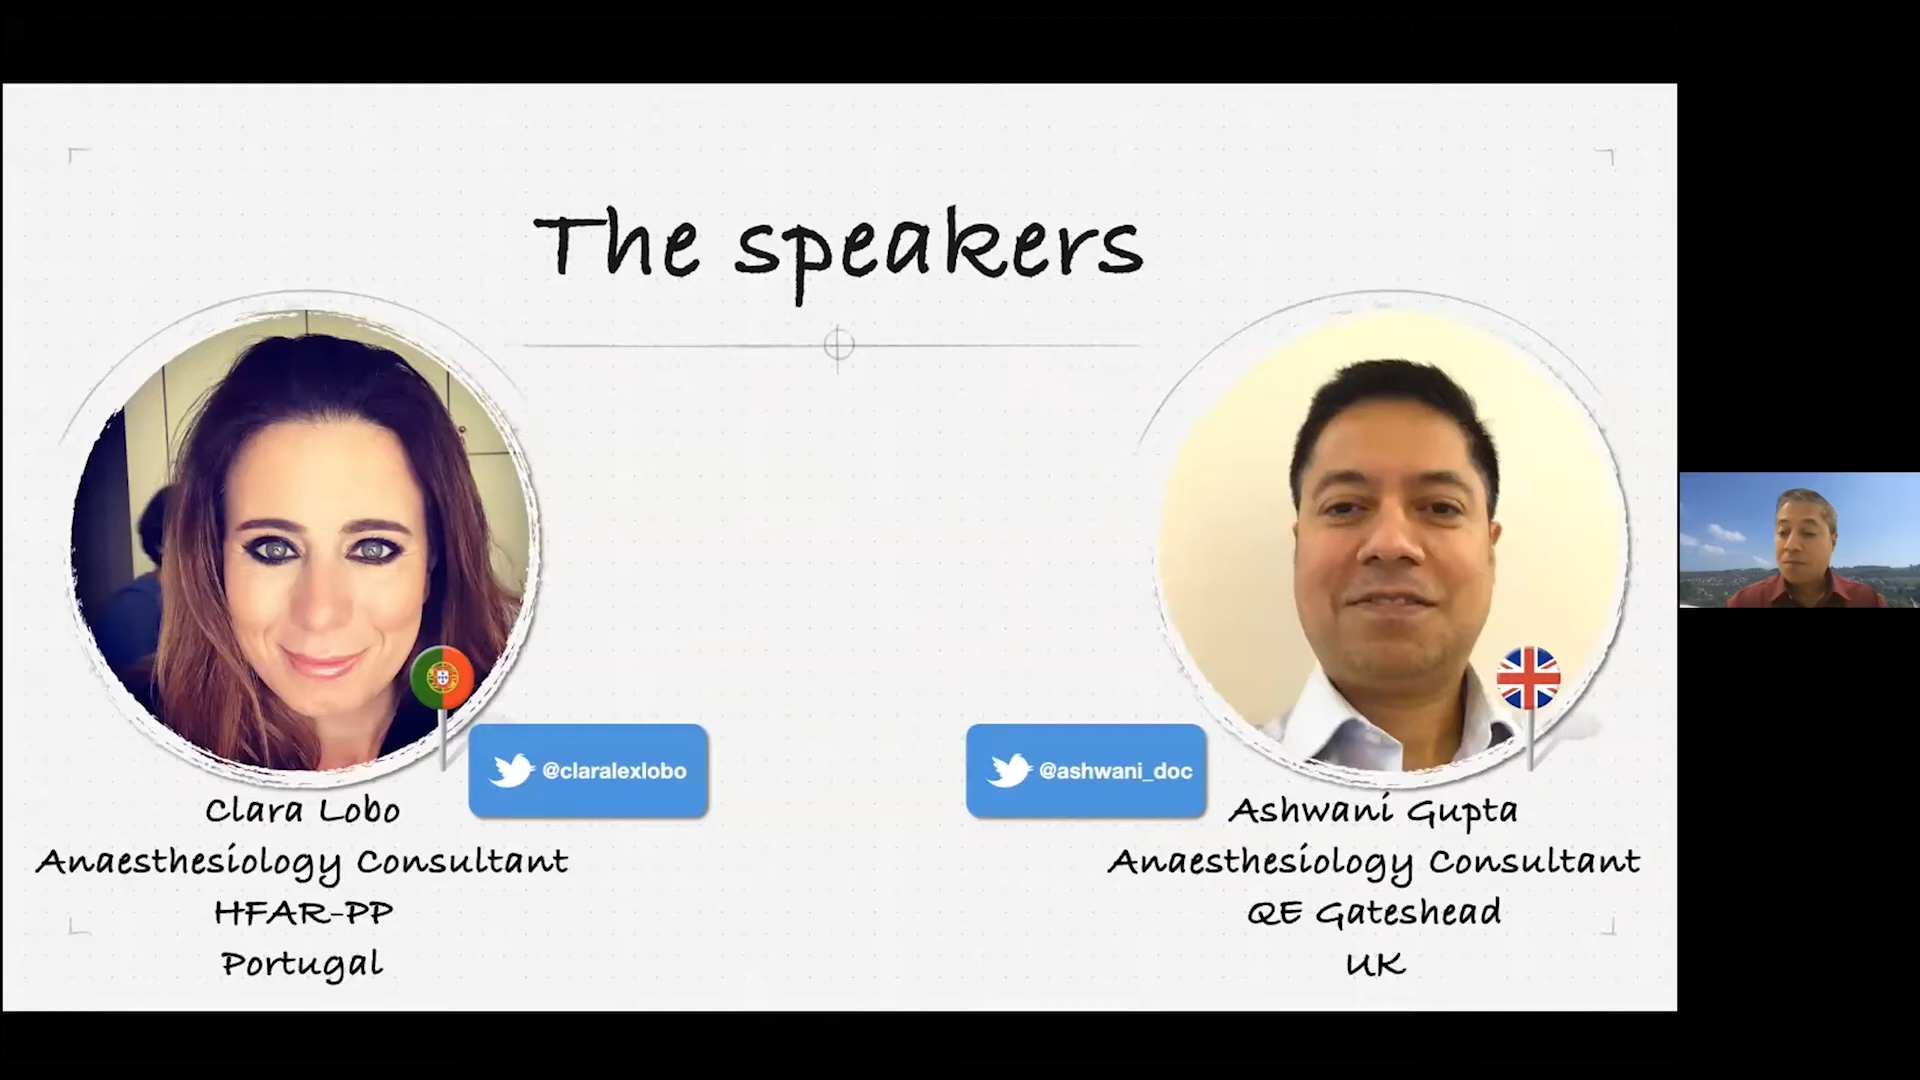 The speakers
@claralexlobo
Clara Lobo
Anaesthesiology Consultant
HFAR-PP
Portugal
@ashwani_doc
Ashwani Gupta
Anaesthesiology Consultant
QE Gateshead
UK